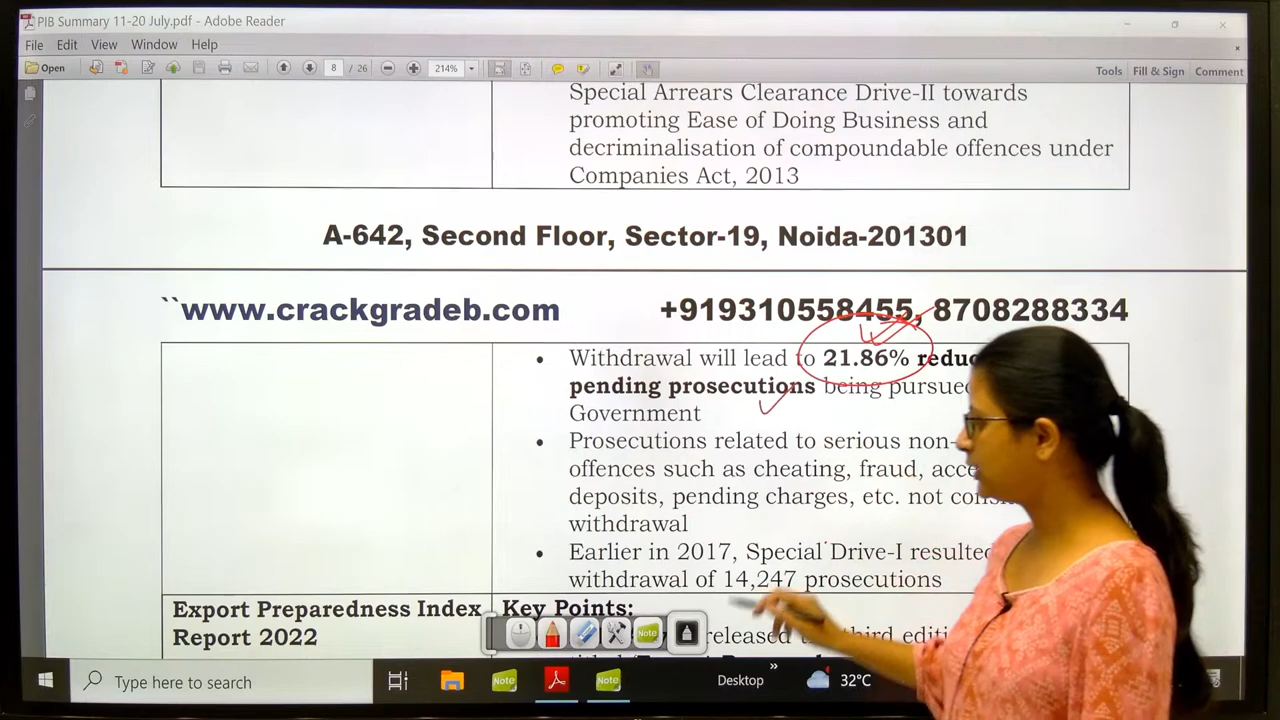 PIB Summary 11-20 July.pdf - Adobe Reader
File Edit View Window Help
Open 8 / 26 214% Tools Fill & Sign Comment
Special Arrears Clearance Drive-II towards
promoting Ease of Doing Business and
decriminalisation of compoundable offences under
Companies Act, 2013
A-642, Second Floor, Sector-19, Noida-201301
``www.crackgradeb.com +919310558455, 8708288334
• Withdrawal will lead to 21.86%
pending prosecutions being pursued
Government
• Prosecutions related to serious
offences such as cheating, fraud,
deposits, pending charges, etc. not
withdrawal
• Earlier in 2017, Special Drive-I resulted
withdrawal of 14,247 prosecutions
Export Preparedness Index
Report 2022
Key Points:
released third
Note
Type here to search
Note
Note
Desktop
»
32°C